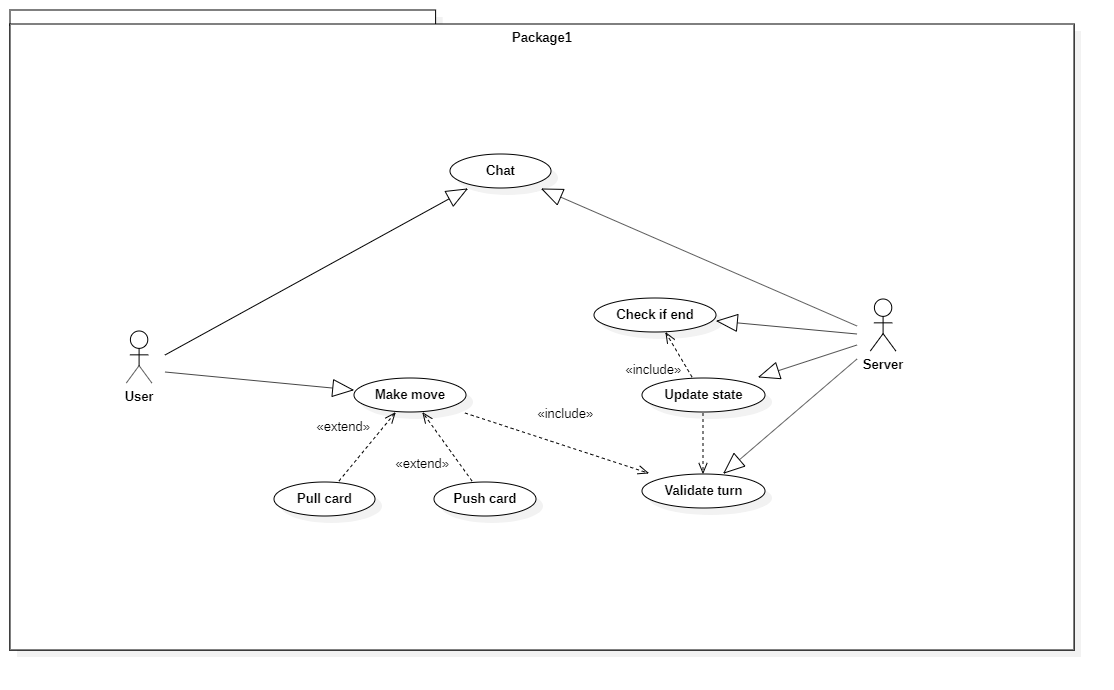 Package1
Chat
Check if end
Server
User
«include»
Make move
Update state
«include»
«extend»
«extend»
Pull card
Push card
Validate turn